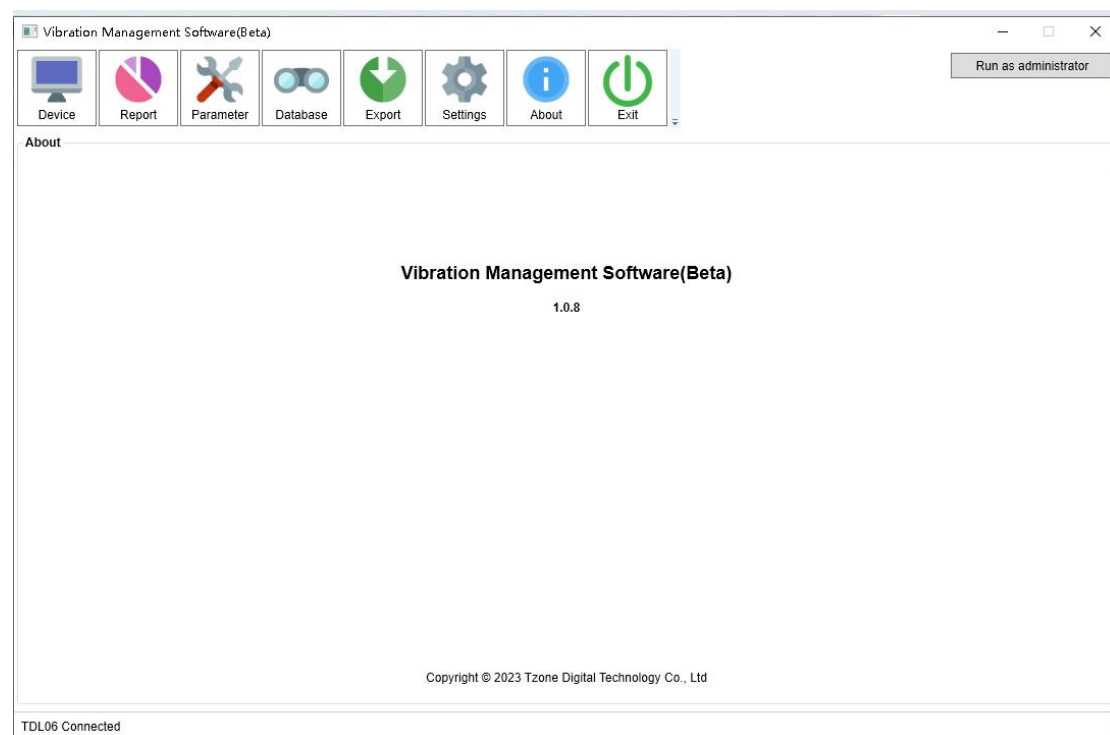 Vibration Management Software(Beta)
Run as administrator
Device Report Parameter Database Export Settings About Exit
About
Vibration Management Software(Beta)
1.0.8
Copyright © 2023 Tzone Digital Technology Co., Ltd
TDL06 Connected